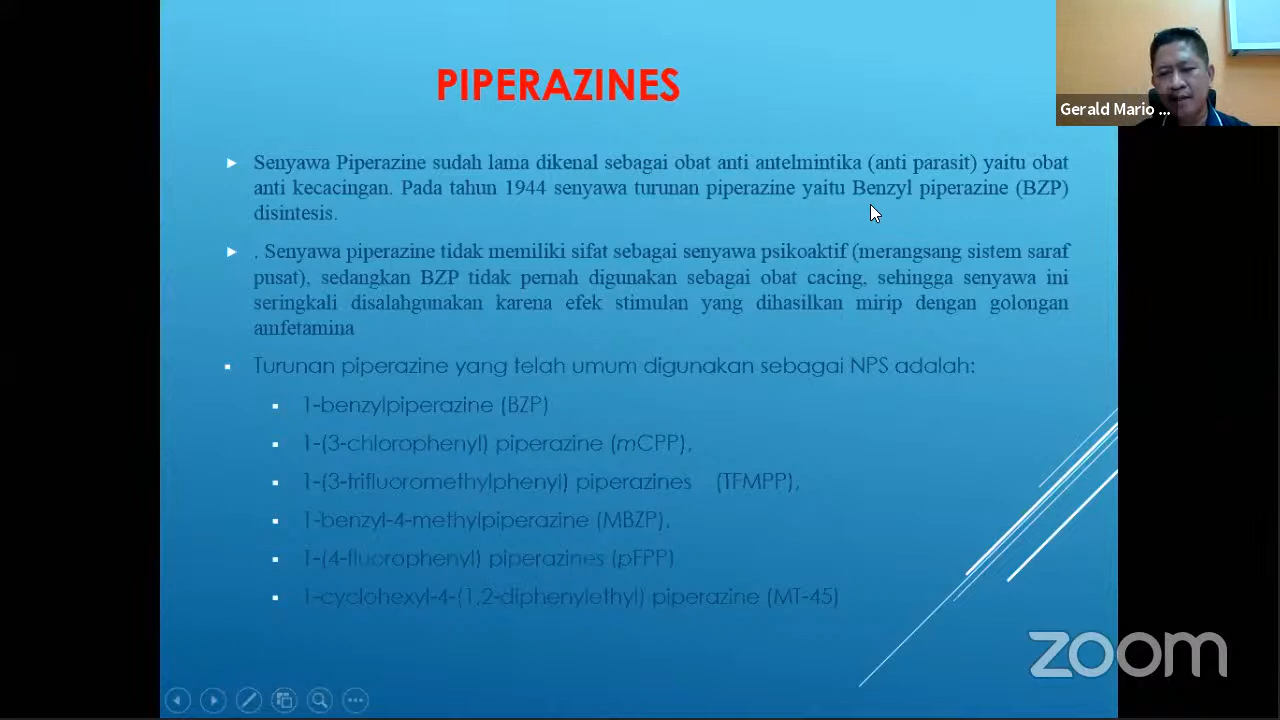 PIPERAZINES
Gerald Mario ...
Senyawa Piperazine sudah lama dikenal sebagai obat anti antelmintika (anti parasit) yaitu obat
anti kecacingan. Pada tahun 1944 senyawa turunan piperazine yaitu Benzyl piperazine (BZP)
disintesis.
. Senyawa piperazine tidak memiliki sifat sebagai senyawa psikoaktif (merangsang sistem saraf
pusat), sedangkan BZP tidak pernah digunakan sebagai obat cacing, sehingga senyawa ini
seringkali disalahgunakan karena efek stimulan yang dihasilkan mirip dengan golongan
amfetamina
Turunan piperazine yang telah umum digunakan sebagai NPS adalah:
1-benzylpiperazine (BZP)
1-(3-chlorophenyl) piperazine (mCPP),
1-(3-trifluoromethylphenyl) piperazines (TFMPP),
1-benzyl-4-methylpiperazine (MBZP),
1-(4-fluorophenyl) piperazines (pFPP)
1-cyclohexyl-4-(1,2-diphenylethyl) piperazine (MT-45)
zoom